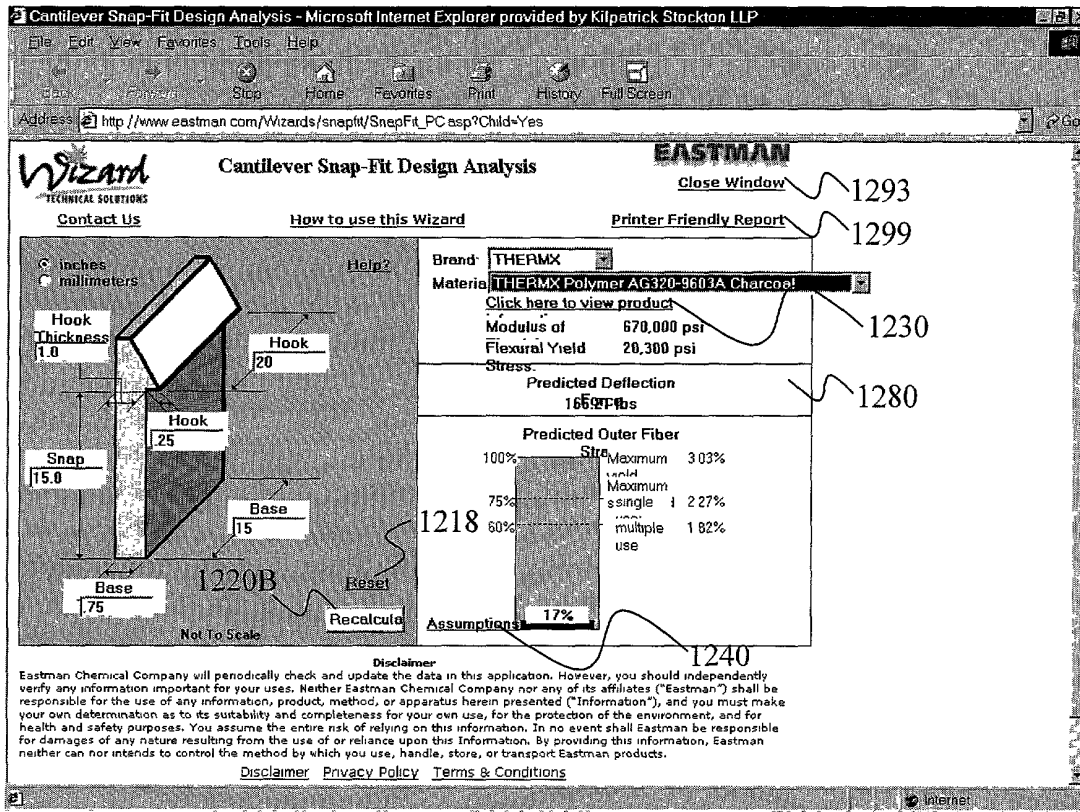 Cantilever Snap-Fit Design Analysis - Microsoft Internet Explorer provided by Kilpatrick Stockton LLP
File Edit View Favorites Tools Help
Back Forward Stop Home Favorites Print History Full Screen
Address http://www.eastman.com/Wizards/snapfit/SnapFit_PC.asp?Child=Yes Go
Wizard
TECHNICAL SOLUTIONS
Cantilever Snap-Fit Design Analysis
EASTMAN
Close Window
1293
Contact Us
How to use this Wizard
Printer Friendly Report
1299
inches
millimeters
Help?
Brand THERMX
Materia THERMX Polymer AG320-9603A Charcoal
Click here to view product
1230
Modulus of 670,000 psi
Flexural Yield 20,300 psi
Stress.
Hook
Thickness
1.0
Hook
20
Predicted Deflection
1280
Hook
.25
Predicted Outer Fiber
100% Maximum 3 03%
Snap
15.0
Maximum
75% single 2 27%
60% multiple 1 82%
use
Base
15
1218
1220B
Base
.75
Reset
Recalcula
17%
Assumptions
Not To Scale
1240
Disclaimer
Eastman Chemical Company will periodically check and update the data in this application. However, you should independently
verify any information important for your uses. Neither Eastman Chemical Company nor any of its affiliates ("Eastman") shall be
responsible for the use of any information, product, method, or apparatus herein presented ("Information"), and you must make
your own determination as to its suitability and completeness for your own use, for the protection of the environment, and for
health and safety purposes. You assume the entire risk of relying on this information. In no event shall Eastman be responsible
for damages of any nature resulting from the use of or reliance upon this Information. By providing this information, Eastman
neither can nor intends to control the method by which you use, handle, store, or transport Eastman products.
Disclaimer Privacy Policy Terms & Conditions
Internet